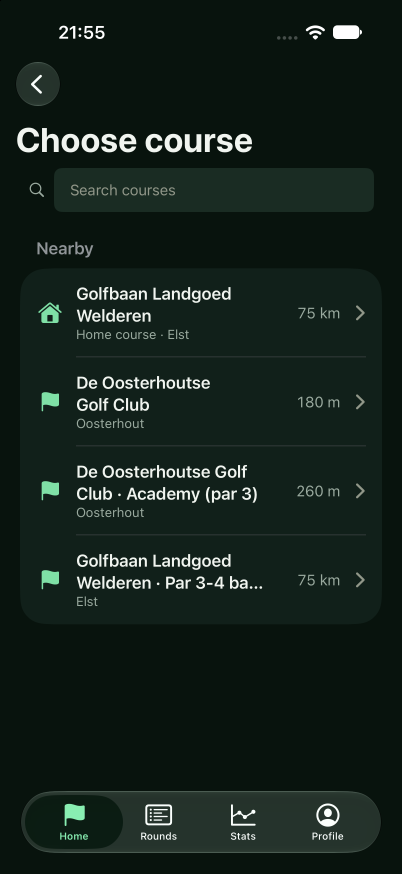 21:55
Choose course
Search courses
Nearby
Golfbaan Landgoed
Welderen
Home course · Elst
75 km
De Oosterhoutse
Golf Club
Oosterhout
180 m
De Oosterhoutse Golf
Club · Academy (par 3)
Oosterhout
260 m
Golfbaan Landgoed
Welderen · Par 3-4 ba...
Elst
75 km
Home
Rounds
Stats
Profile